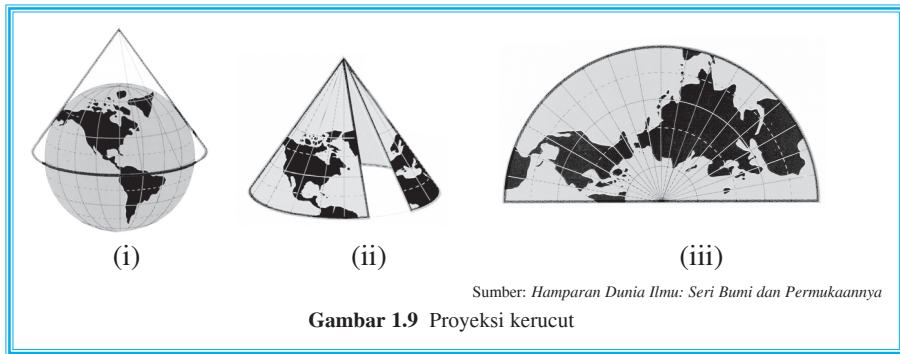 (i) (ii) (iii)
Sumber: Hamparan Dunia Ilmu: Seri Bumi dan Permukaannya
Gambar 1.9 Proyeksi kerucut